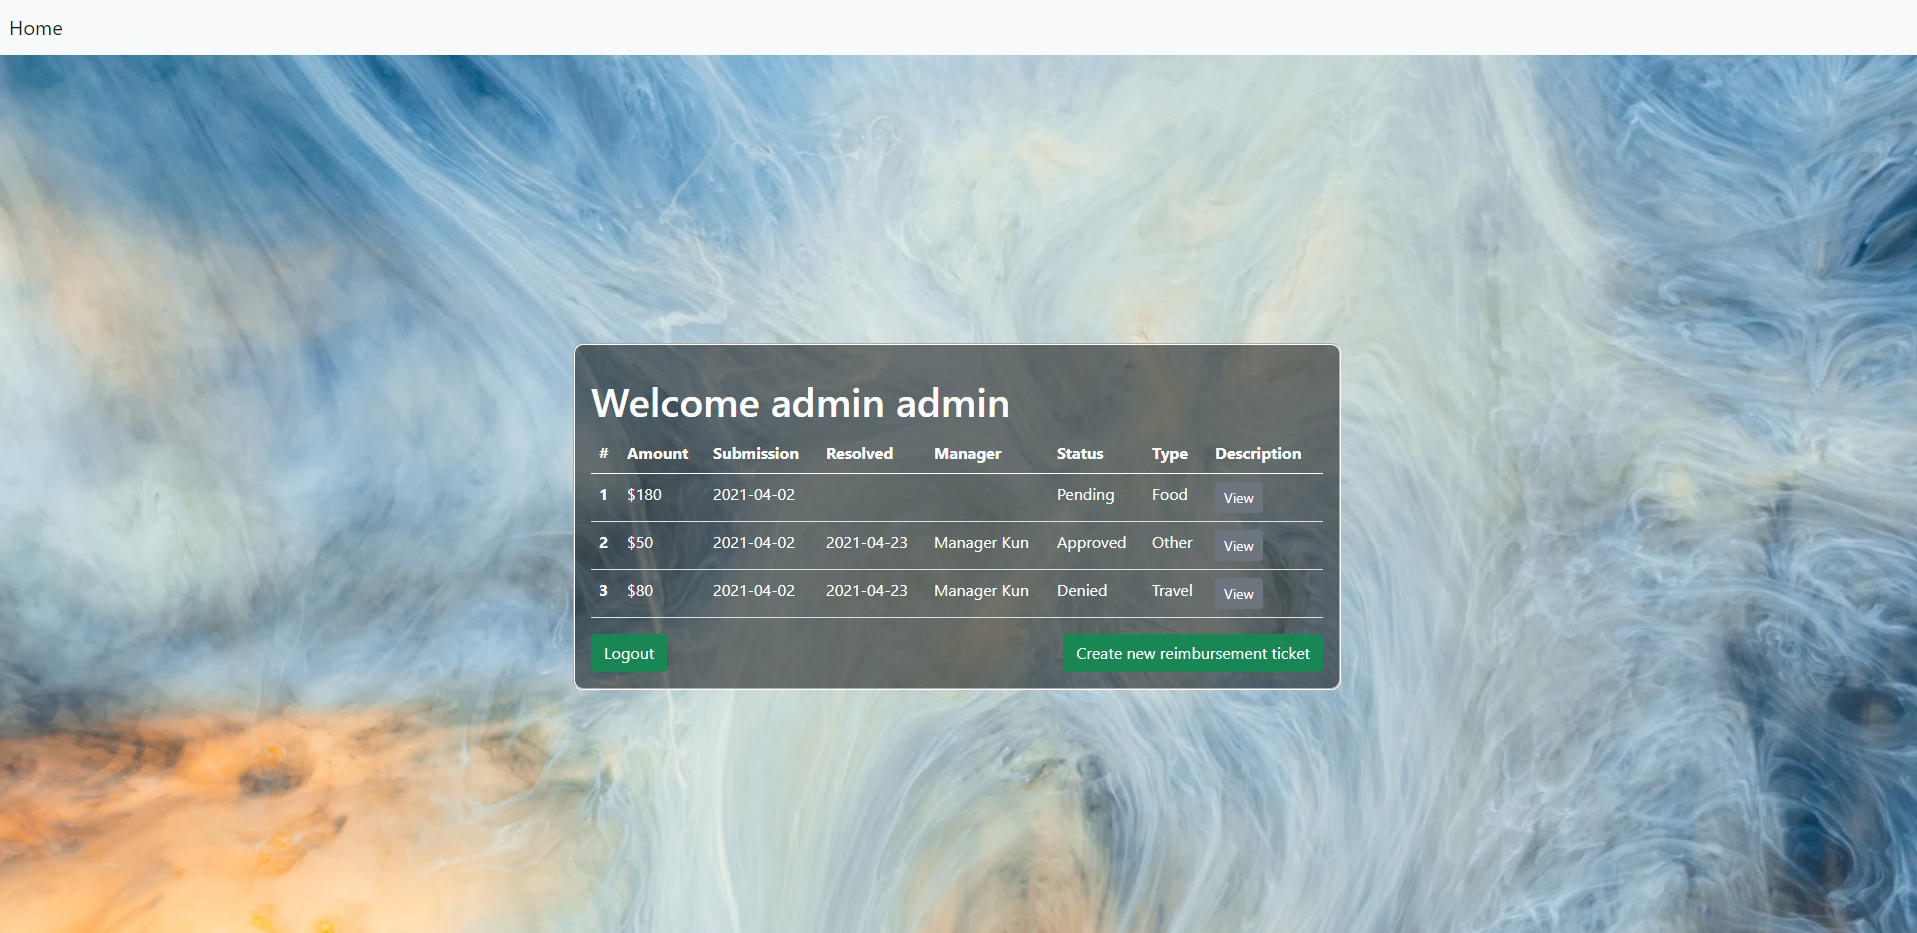 Home
Welcome admin admin
# Amount Submission Resolved Manager Status Type Description
1 $180 2021-04-02 Pending Food View
2 $50 2021-04-02 2021-04-23 Manager Kun Approved Other View
3 $80 2021-04-02 2021-04-23 Manager Kun Denied Travel View
Logout Create new reimbursement ticket